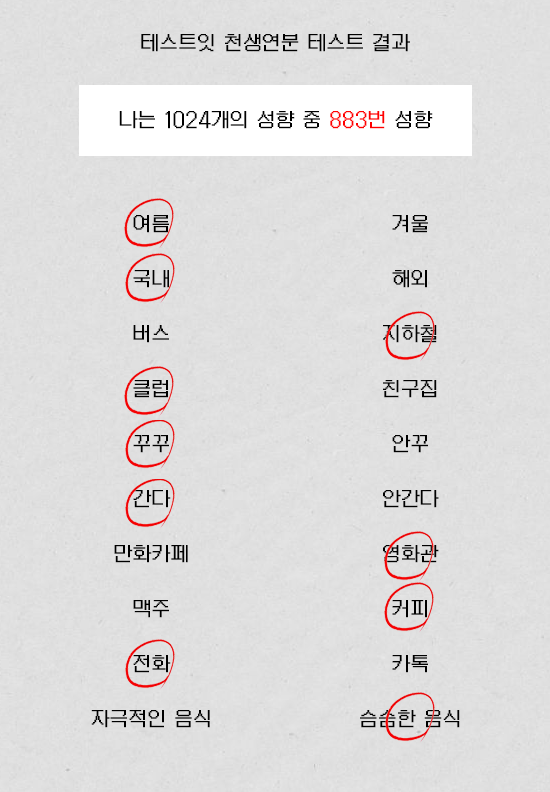 테스트잇 천생연분 테스트 결과
나는 1024개의 성향 중 883번 성향
여름 겨울
국내 해외
버스 지하철
클럽 친구집
꾸꾸 안꾸
간다 안간다
만화카페 영화관
맥주 커피
전화 카톡
자극적인 음식 슴슴한 음식